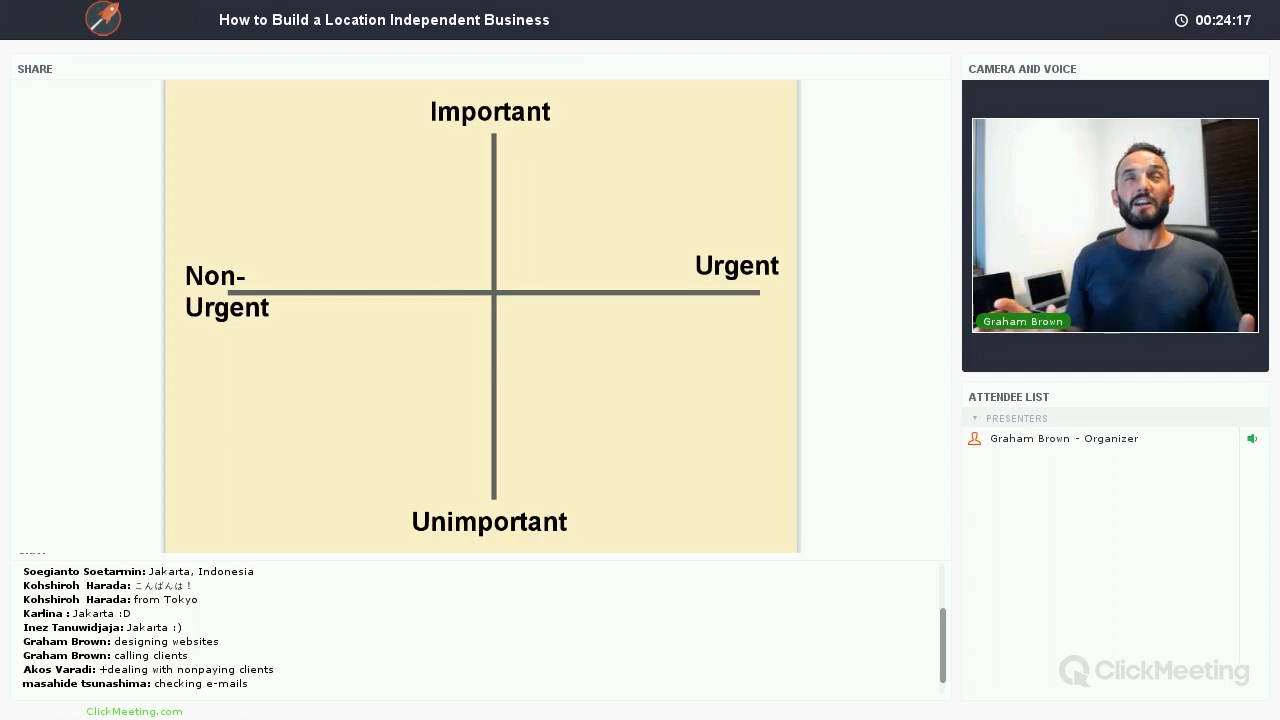 How to Build a Location Independent Business
00:24:17
SHARE
Important
Non-
Urgent
Urgent
Unimportant
Soegianto Soetarmin: Jakarta, Indonesia
Kohshiroh Harada: こんばんは！
Kohshiroh Harada: from Tokyo
Karlina : Jakarta :D
Inez Tanuwidjaja: Jakarta :)
Graham Brown: designing websites
Graham Brown: calling clients
Akos Varadi: +dealing with nonpaying clients
masahide tsunashima: checking e-mails
ClickMeeting.com
CAMERA AND VOICE
Graham Brown
ATTENDEE LIST
PRESENTERS
Graham Brown - Organizer
ClickMeeting